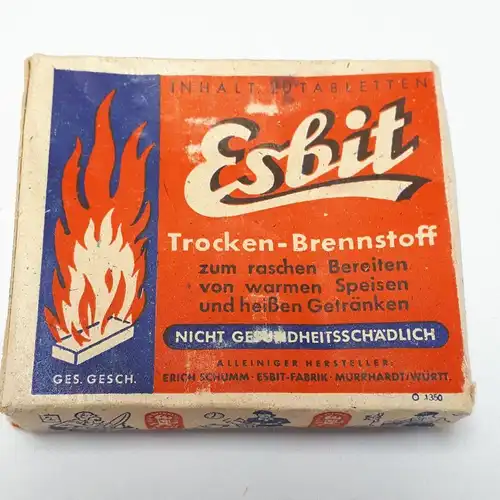 INHALT: 20 TABLETTEN
Esbit
Trocken-Brennstoff
zum raschen Bereiten
von warmen Speisen
und heißen Getränken
NICHT GESUNDHEITSSCHÄDLICH
ALLEINIGER HERSTELLER:
ERICH SCHUMM · ESBIT-FABRIK · MURRHARDT/WÜRTT.
GES. GESCH.
O 1350